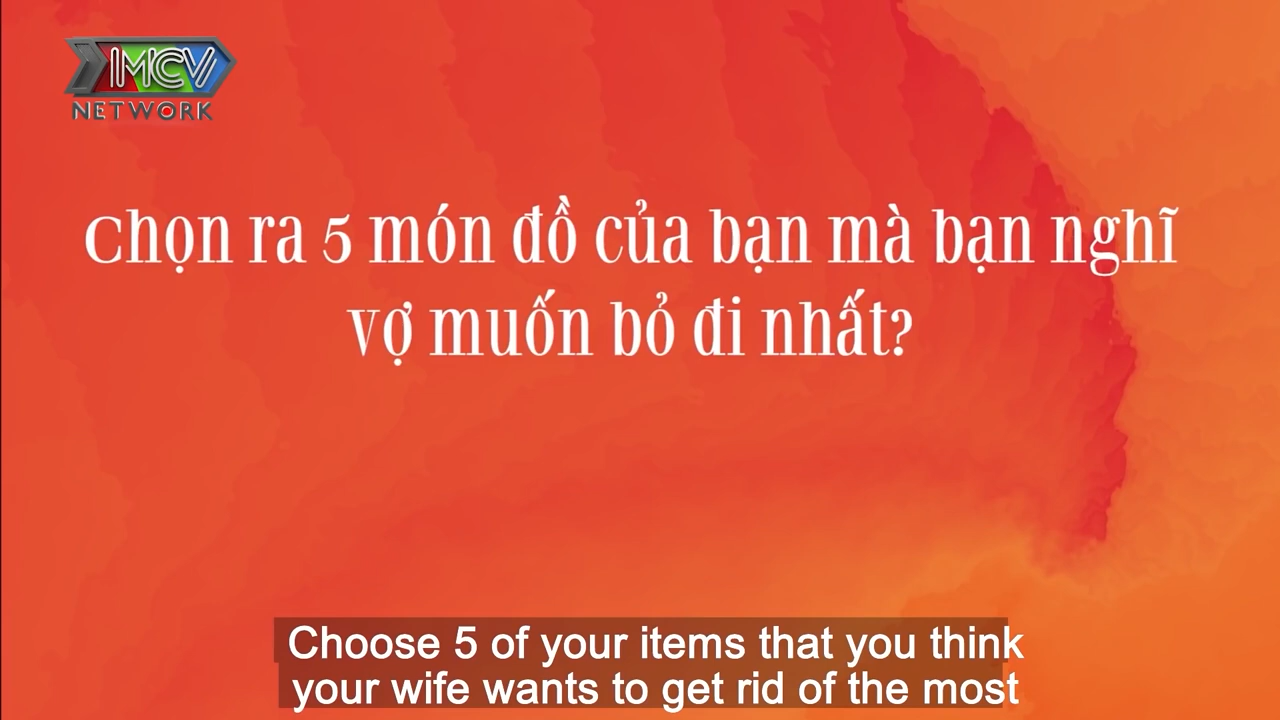 MCV
NETWORK
Chọn ra 5 món đồ của bạn mà bạn nghĩ
vợ muốn bỏ đi nhất?
Choose 5 of your items that you think
your wife wants to get rid of the most